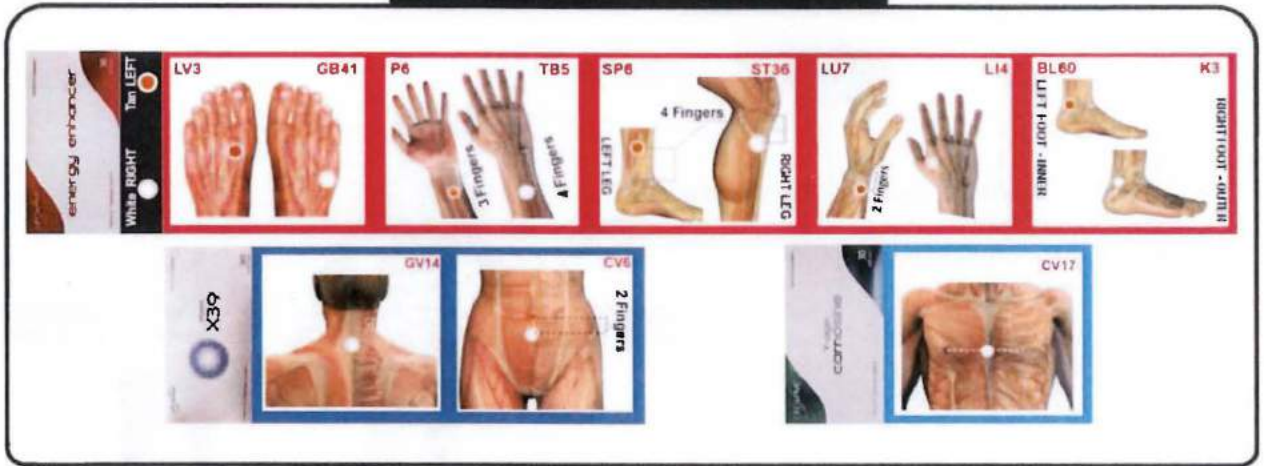 energy enhancer
White RIGHT Tan LEFT
LV3 GB41
P6 TB5
3 Fingers
4 Fingers
SP6 ST36
4 Fingers
LEFT LEG
RIGHT LEG
LU7 LI4
2 Fingers
BL60 K3
LEFT FOOT - INNER
RIGHT FOOT - OUTER
X39
GV14
CV6
2 Fingers
carnosine
CV17